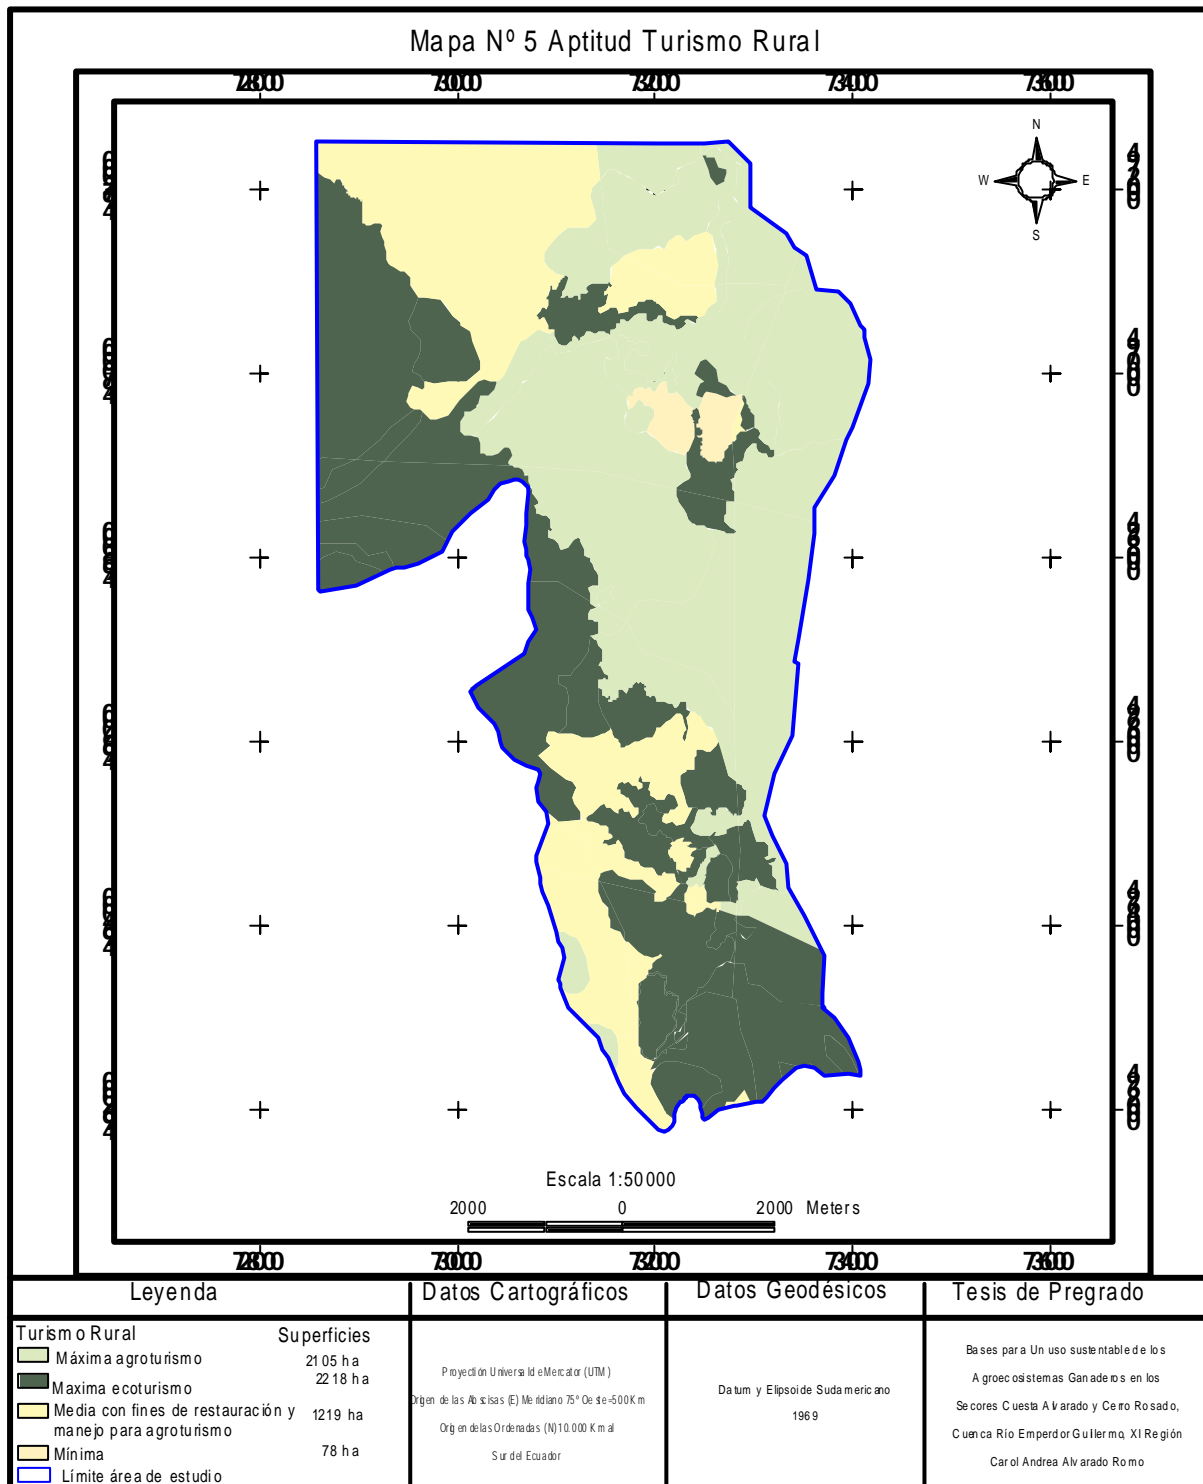 Mapa Nº 5 Aptitud Turismo Rural
N
W E
S
Escala 1:50000
2000 0 2000 Meters
Leyenda
Turismo Rural Superficies
Máxima agroturismo 2105 ha
Maxima ecoturismo 2218 ha
Media con fines de restauración y
manejo para agroturismo 1219 ha
Mínima 78 ha
Límite área de estudio
Datos Cartográficos
Proyectión Universal de Mercator (UTM)
Origen de las Abscisas (E) Meridiano 75º Oeste=500Km
Origen de las Ordenadas (N) 10.000 Km al
Sur del Ecuador
Datos Geodésicos
Datum y Elipsoide Sudamericano
1969
Tesis de Pregrado
Bases para Un uso sustentable de los
Agroecosistemas Ganaderos en los
Secores Cuesta Alvarado y Cerro Rosado,
Cuenca Río Emperdor Guillermo, XI Región
Carol Andrea Alvarado Romo